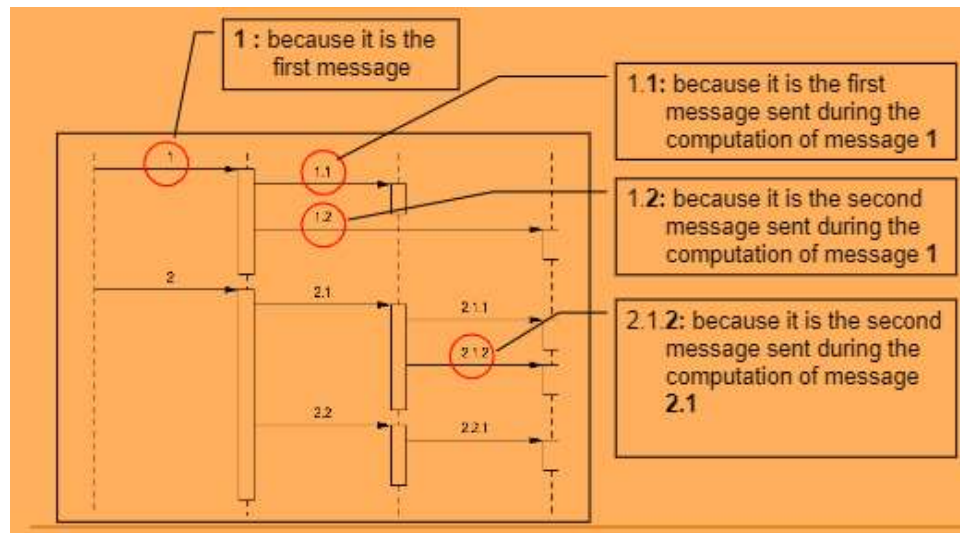 1 : because it is the
first message
1.1: because it is the first
message sent during the
computation of message 1
1.2: because it is the second
message sent during the
computation of message 1
2.1.2: because it is the second
message sent during the
computation of message
2.1
1
1.1
1.2
2
2.1
2.1.1
2.1.2
2.2
2.2.1